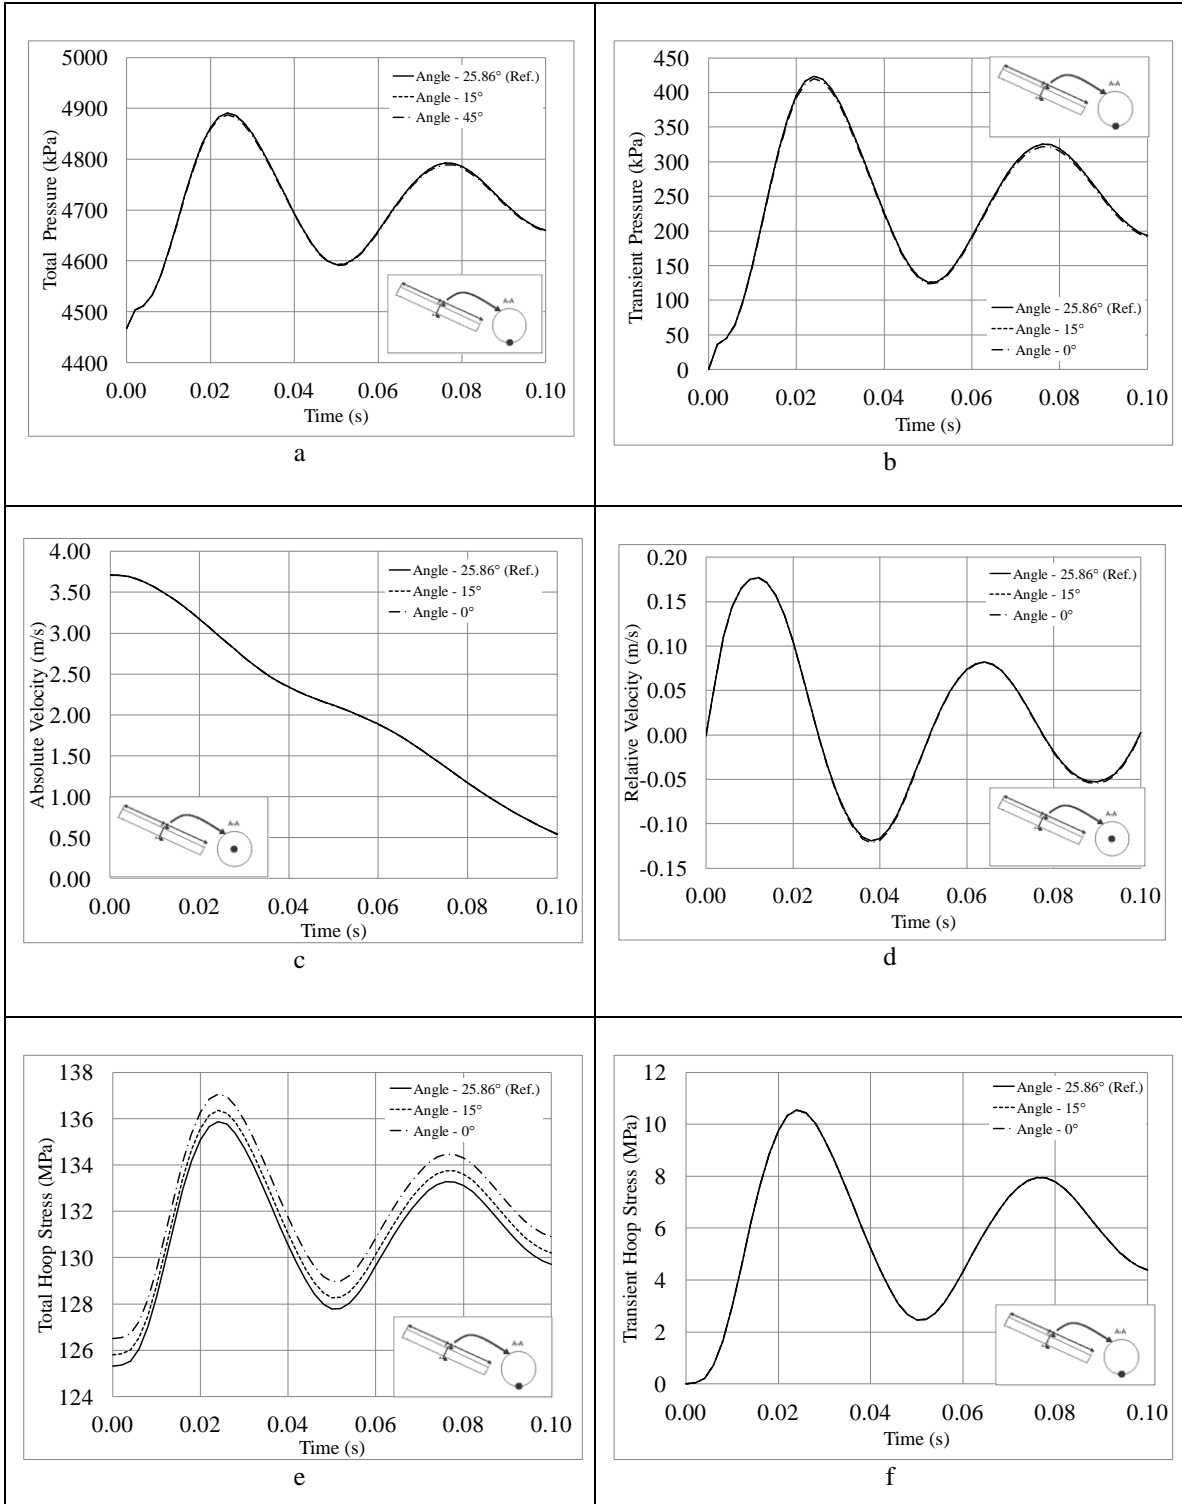 5000
4900
4800
4700
4600
4500
4400
Total Pressure (kPa)
Angle - 25.86° (Ref.)
Angle - 15°
Angle - 45°
A-A
0.00 0.02 0.04 0.06 0.08 0.10
Time (s)
a
450
400
350
300
250
200
150
100
50
0
Transient Pressure (kPa)
A-A
Angle - 25.86° (Ref.)
Angle - 15°
Angle - 0°
0.00 0.02 0.04 0.06 0.08 0.10
Time (s)
b
4.00
3.50
3.00
2.50
2.00
1.50
1.00
0.50
0.00
Absolute Velocity (m/s)
Angle - 25.86° (Ref.)
Angle - 15°
Angle - 0°
A-A
0.00 0.02 0.04 0.06 0.08 0.10
Time (s)
c
0.20
0.15
0.10
0.05
0.00
-0.05
-0.10
-0.15
Relative Velocity (m/s)
Angle - 25.86° (Ref.)
Angle - 15°
Angle - 0°
A-A
0.00 0.02 0.04 0.06 0.08 0.10
Time (s)
d
138
136
134
132
130
128
126
124
Total Hoop Stress (MPa)
Angle - 25.86° (Ref.)
Angle - 15°
Angle - 0°
A-A
0.00 0.02 0.04 0.06 0.08 0.10
Time (s)
e
12
10
8
6
4
2
0
Transient Hoop Stress (MPa)
Angle - 25.86° (Ref.)
Angle - 15°
Angle - 0°
A-A
0.00 0.02 0.04 0.06 0.08 0.10
Time (s)
f